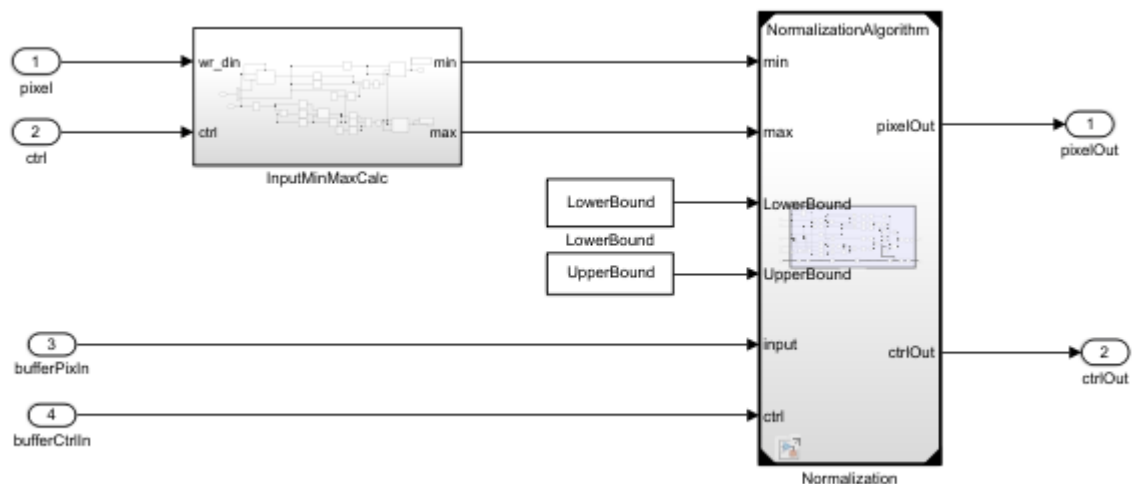 NormalizationAlgorithm
1
pixel
wr_din
min
min
2
ctrl
ctrl
max
max
InputMinMaxCalc
pixelOut
1
pixelOut
LowerBound
LowerBound
LowerBound
UpperBound
UpperBound
3
bufferPixIn
input
ctrlOut
2
ctrlOut
4
bufferCtrlIn
ctrl
Normalization